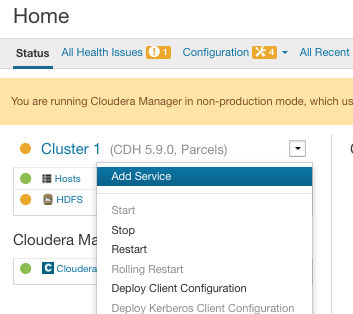 Home
Status All Health Issues 1 Configuration 4 All Recent
You are running Cloudera Manager in non-production mode, which us
Cluster 1 (CDH 5.9.0, Parcels)
Add Service
Hosts
HDFS
Start
Stop
Cloudera Ma
Restart
Cloudera
Rolling Restart
Deploy Client Configuration
Deploy Kerberos Client Configuration